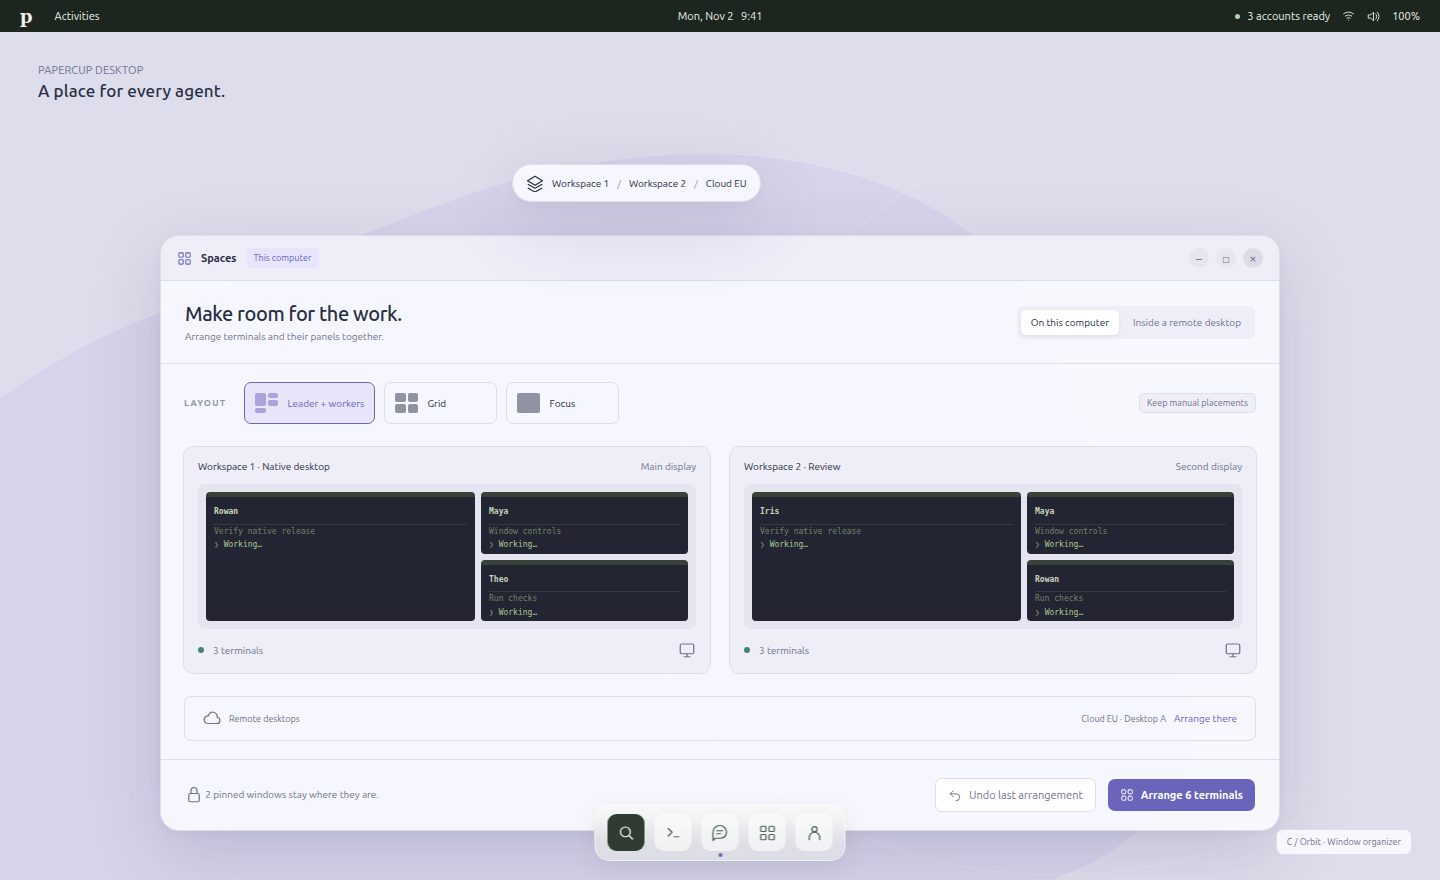 p Activities
Mon, Nov 2 9:41
3 accounts ready
100%
PAPERCUP DESKTOP
A place for every agent.
Workspace 1 / Workspace 2 / Cloud EU
Spaces
This computer
Make room for the work.
Arrange terminals and their panels together.
On this computer
Inside a remote desktop
LAYOUT
Leader + workers
Grid
Focus
Keep manual placements
Workspace 1 · Native desktop
Main display
Rowan
Verify native release
❯ Working…
Maya
Window controls
❯ Working…
Theo
Run checks
❯ Working…
3 terminals
Workspace 2 · Review
Second display
Iris
Verify native release
❯ Working…
Maya
Window controls
❯ Working…
Rowan
Run checks
❯ Working…
3 terminals
Remote desktops
Cloud EU · Desktop A
Arrange there
2 pinned windows stay where they are.
Undo last arrangement
Arrange 6 terminals
C / Orbit · Window organizer